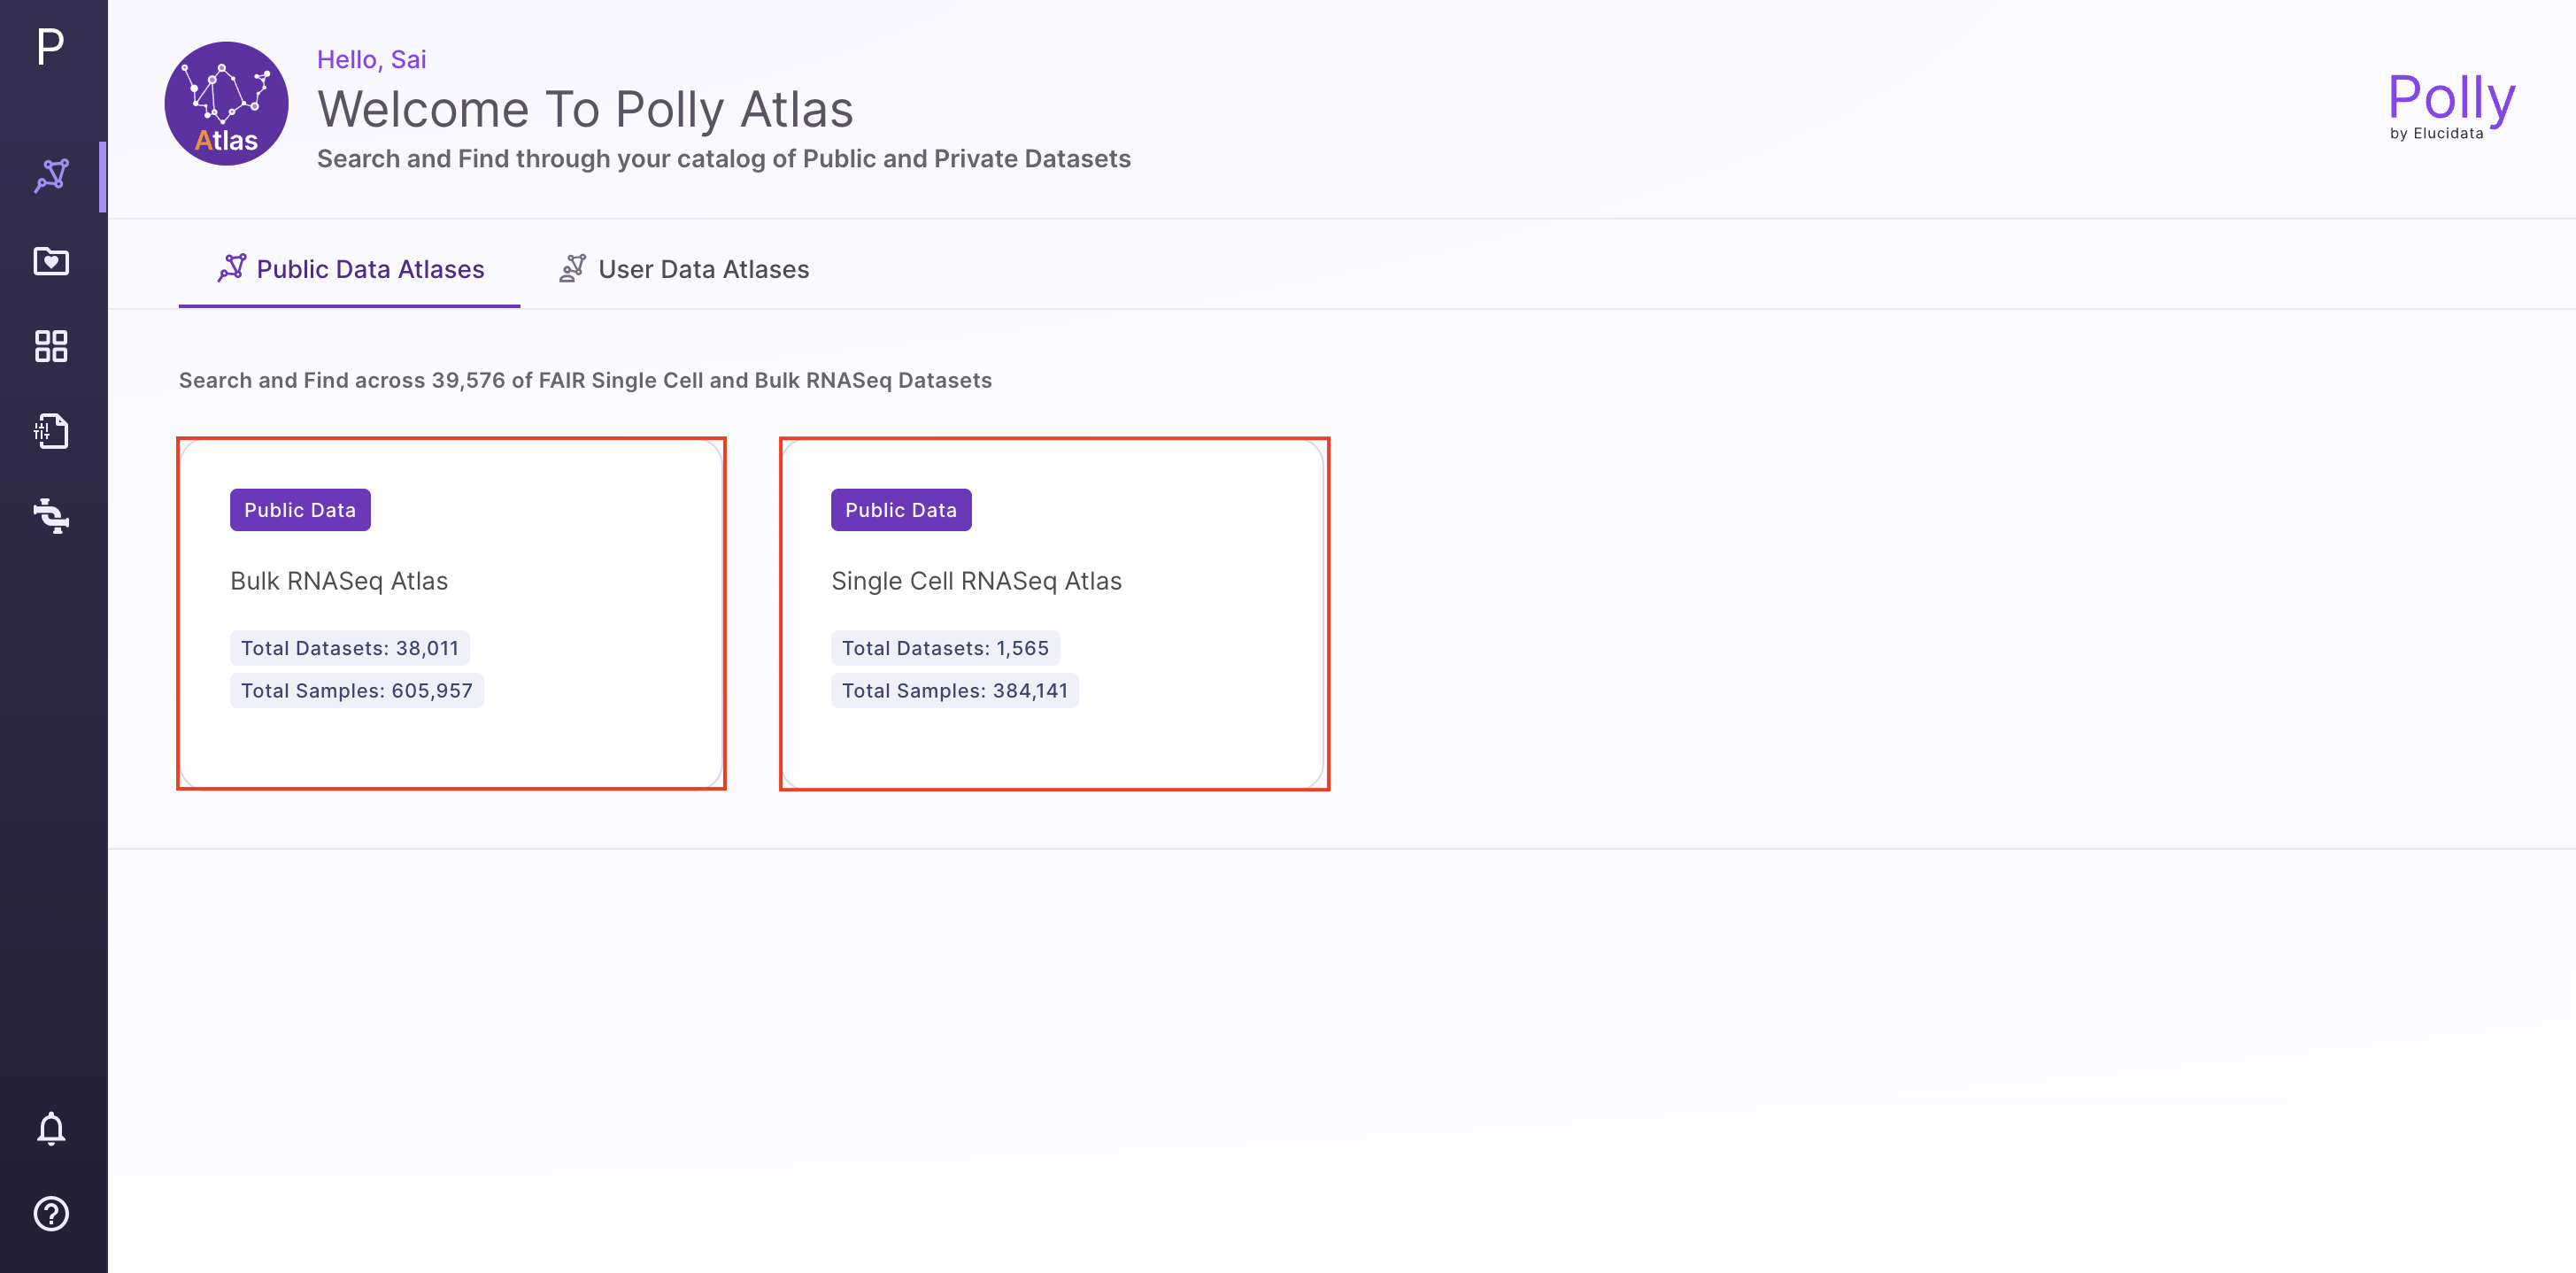 P
Atlas
Hello, Sai
Welcome To Polly Atlas
Search and Find through your catalog of Public and Private Datasets
Polly
by Elucidata
Public Data Atlases
User Data Atlases
Search and Find across 39,576 of FAIR Single Cell and Bulk RNASeq Datasets
Public Data
Bulk RNASeq Atlas
Total Datasets: 38,011
Total Samples: 605,957
Public Data
Single Cell RNASeq Atlas
Total Datasets: 1,565
Total Samples: 384,141